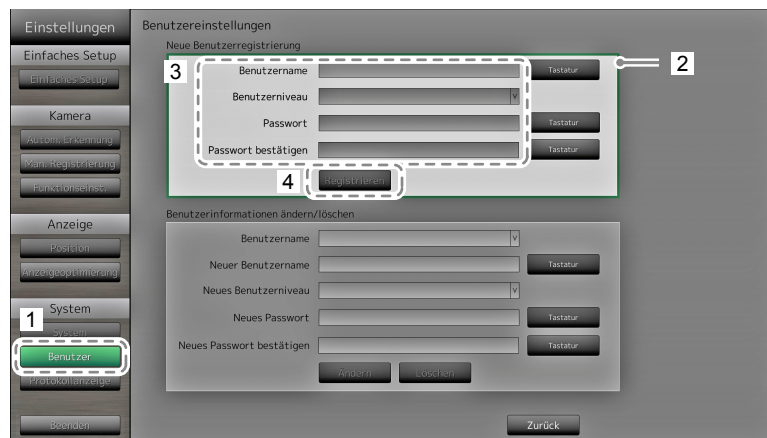 Einstellungen
Einfaches Setup
Einfaches Setup
Kamera
Autom. Erkennung
Man. Registrierung
Funktionseinst.
Anzeige
Position
Anzeigeoptimierung
System
1
System
Benutzer
Protokollanzeige
Beenden
Benutzereinstellungen
Neue Benutzerregistrierung
3
2
Benutzername
Tastatur
Benutzerniveau
Passwort
Tastatur
Passwort bestätigen
Tastatur
4
Registrieren
Benutzerinformationen ändern/löschen
Benutzername
Neuer Benutzername
Tastatur
Neues Benutzerniveau
Neues Passwort
Tastatur
Neues Passwort bestätigen
Tastatur
Ändern
Löschen
Zurück